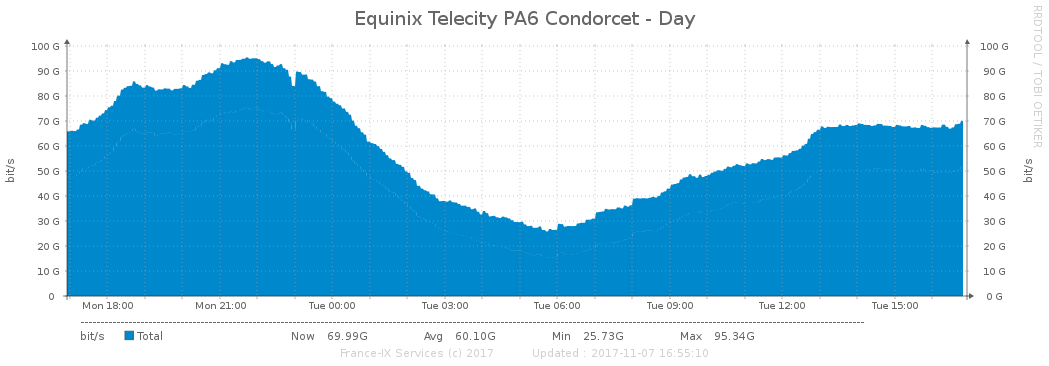 Equinix Telecity PA6 Condorcet - Day
RRDTOOL / TOBI OETIKER
100 G 100 G
90 G 90 G
80 G 80 G
70 G 70 G
60 G 60 G
50 G 50 G
40 G 40 G
30 G 30 G
20 G 20 G
10 G 10 G
0 0 G
bit/s bit/s
Mon 18:00 Mon 21:00 Tue 00:00 Tue 03:00 Tue 06:00 Tue 09:00 Tue 12:00 Tue 15:00
bit/s Total Now 69.99G Avg 60.10G Min 25.73G Max 95.34G
France-IX Services (c) 2017 Updated : 2017-11-07 16:55:10